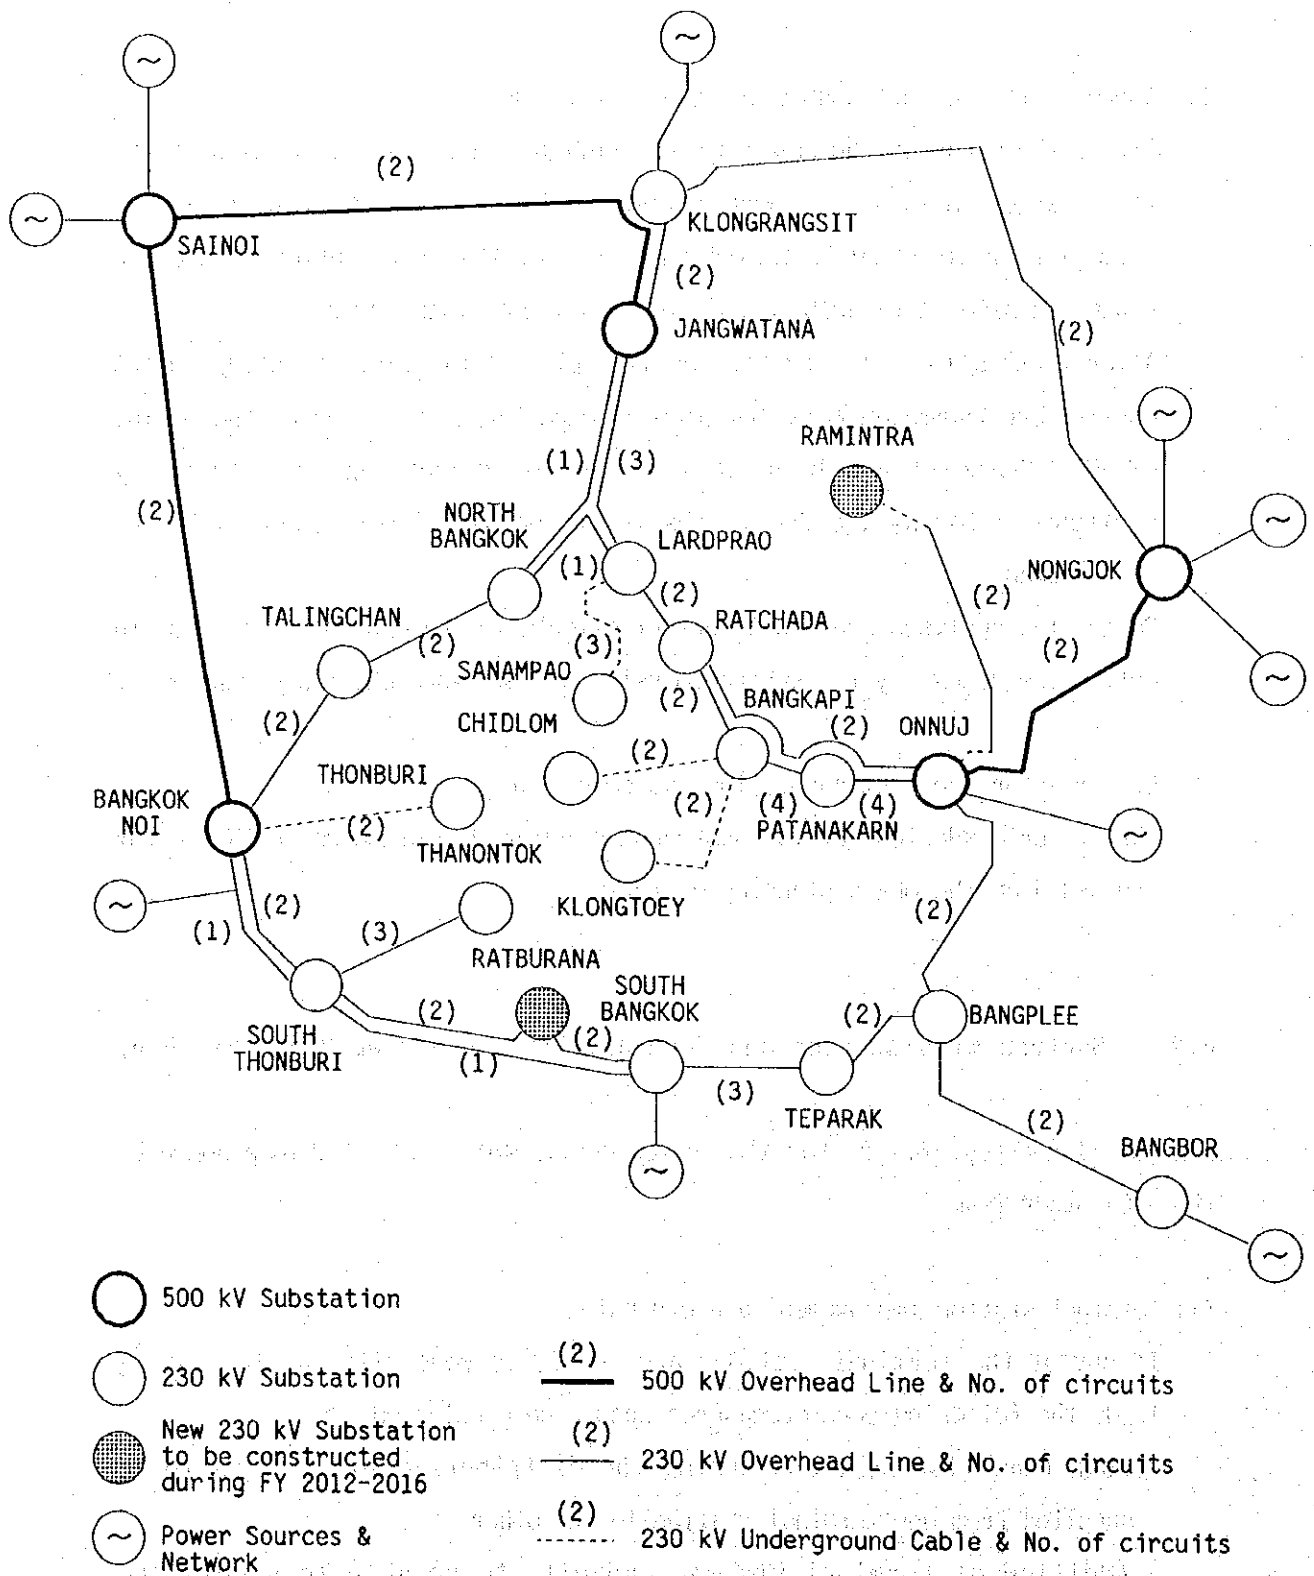 (2)
KLONGRANGSIT
SAINOI
(2)
JANGWATANA
(2)
RAMINTRA
(1)
(3)
(2)
NORTH
BANGKOK
LARDPRAO
(1)
NONGJOK
(2)
(2)
TALINGCHAN
RATCHADA
(2)
(3)
(2)
SANAMPAO
(2)
BANGKAPI
(2)
CHIDLOM
(2)
ONNUJ
(2)
THONBURI
BANGKOK
NOI
(2)
(2)
(4)
(4)
PATANAKARN
THANONTOK
KLONGTOEY
(2)
(1)
(3)
(2)
RATBURANA
SOUTH
BANGKOK
(2)
(2)
BANGPLEE
SOUTH
THONBURI
(2)
(1)
(3)
TEPARAK
(2)
BANGBOR
500 kV Substation
230 kV Substation
New 230 kV Substation
to be constructed
during FY 2012-2016
Power Sources &
Network
(2)
500 kV Overhead Line & No. of circuits
(2)
230 kV Overhead Line & No. of circuits
(2)
230 kV Underground Cable & No. of circuits